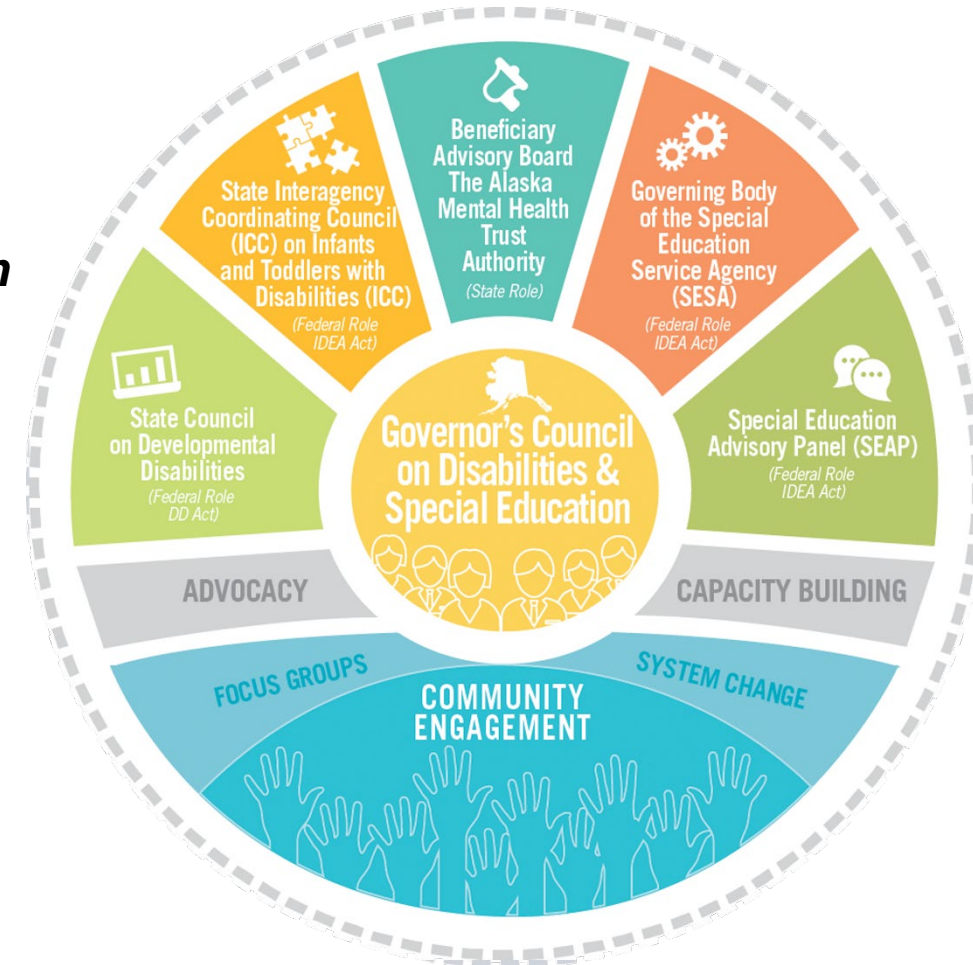 n
State Council
on Developmental
Disabilities
(Federal Role
DD Act)
State Interagency
Coordinating Council
(ICC) on Infants
and Toddlers with
Disabilities (ICC)
(Federal Role
IDEA Act)
Beneficiary
Advisory Board
The Alaska
Mental Health
Trust
Authority
(State Role)
Governing Body
of the Special
Education
Service Agency
(SESA)
(Federal Role
IDEA Act)
Special Education
Advisory Panel (SEAP)
(Federal Role
IDEA Act)
Governor's Council
on Disabilities &
Special Education
ADVOCACY
CAPACITY BUILDING
FOCUS GROUPS
SYSTEM CHANGE
COMMUNITY
ENGAGEMENT